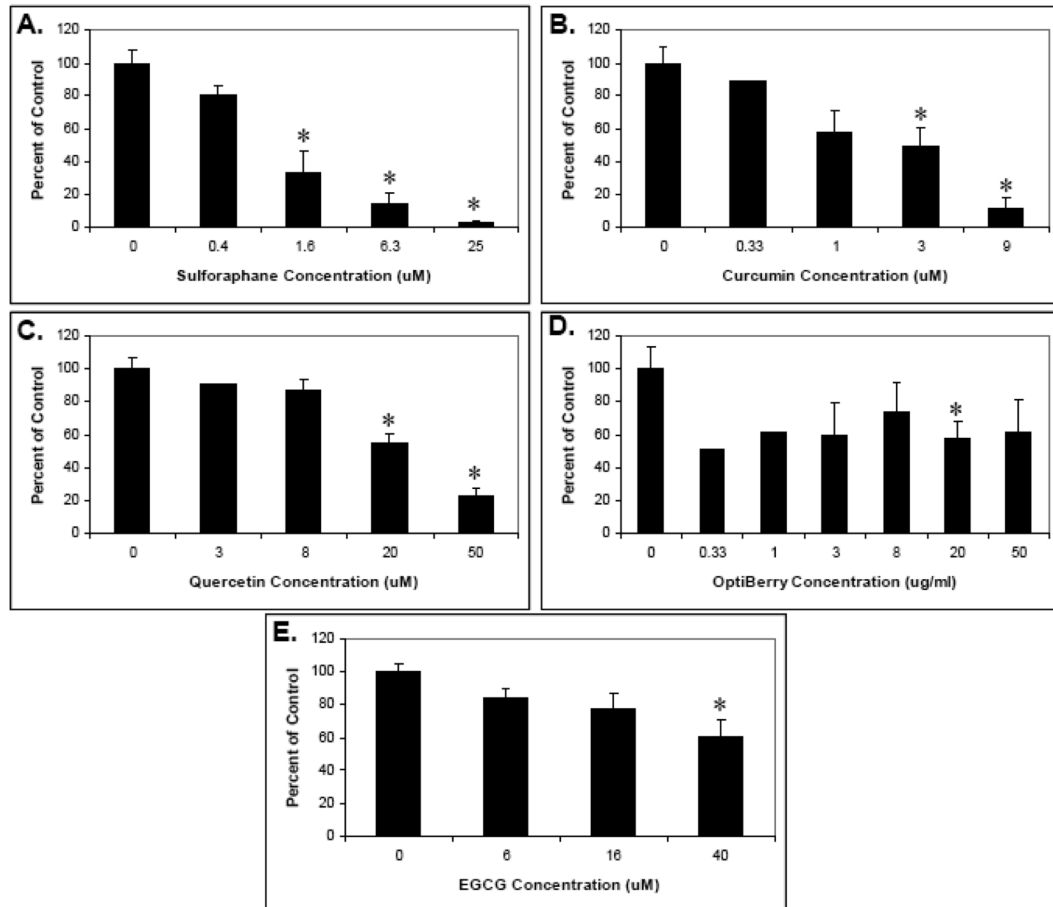 A.
Percent of Control
120
100
80
60
40
20
0
* * *
0 0.4 1.6 6.3 25
Sulforaphane Concentration (uM)
B.
Percent of Control
120
100
80
60
40
20
0
* *
0 0.33 1 3 9
Curcumin Concentration (uM)
C.
Percent of Control
120
100
80
60
40
20
0
* *
0 3 8 20 50
Quercetin Concentration (uM)
D.
Percent of Control
120
100
80
60
40
20
0
*
0 0.33 1 3 8 20 50
OptiBerry Concentration (ug/ml)
E.
Percent of Control
120
100
80
60
40
20
0
*
0 6 16 40
EGCG Concentration (uM)